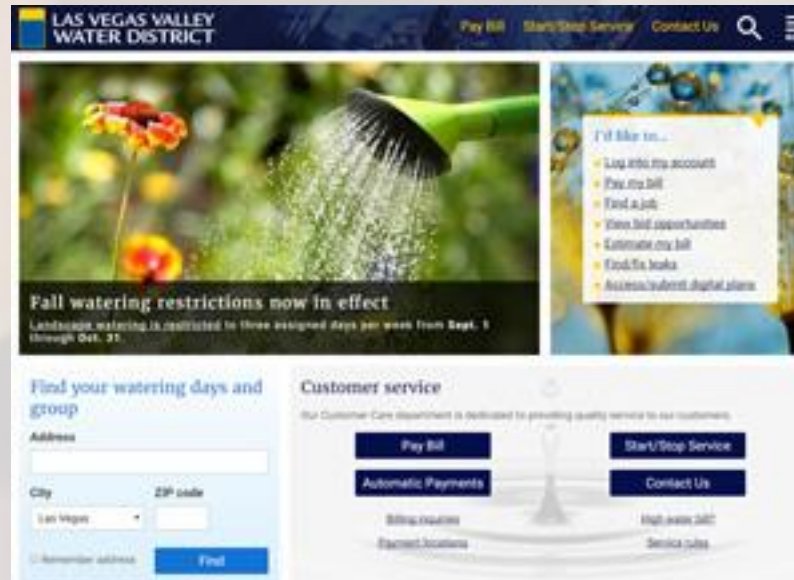 LAS VEGAS VALLEY
WATER DISTRICT
Pay Bill Start/Stop Service Contact Us
I'd like to...
Log into my account
Pay my bill
Find a job
View bid opportunities
Estimate my bill
Find/fix leaks
Access/submit digital plans
Fall watering restrictions now in effect
Landscape watering is restricted to three assigned days per week from Sept. 1
through Oct. 31.
Find your watering days and
group
Address
City ZIP code
Las Vegas
Remember address Find
Customer service
Our Customer Care department is dedicated to providing quality service to our customers.
Pay Bill Start/Stop Service
Automatic Payments Contact Us
Billing inquiries High water bill?
Payment locations Service rules